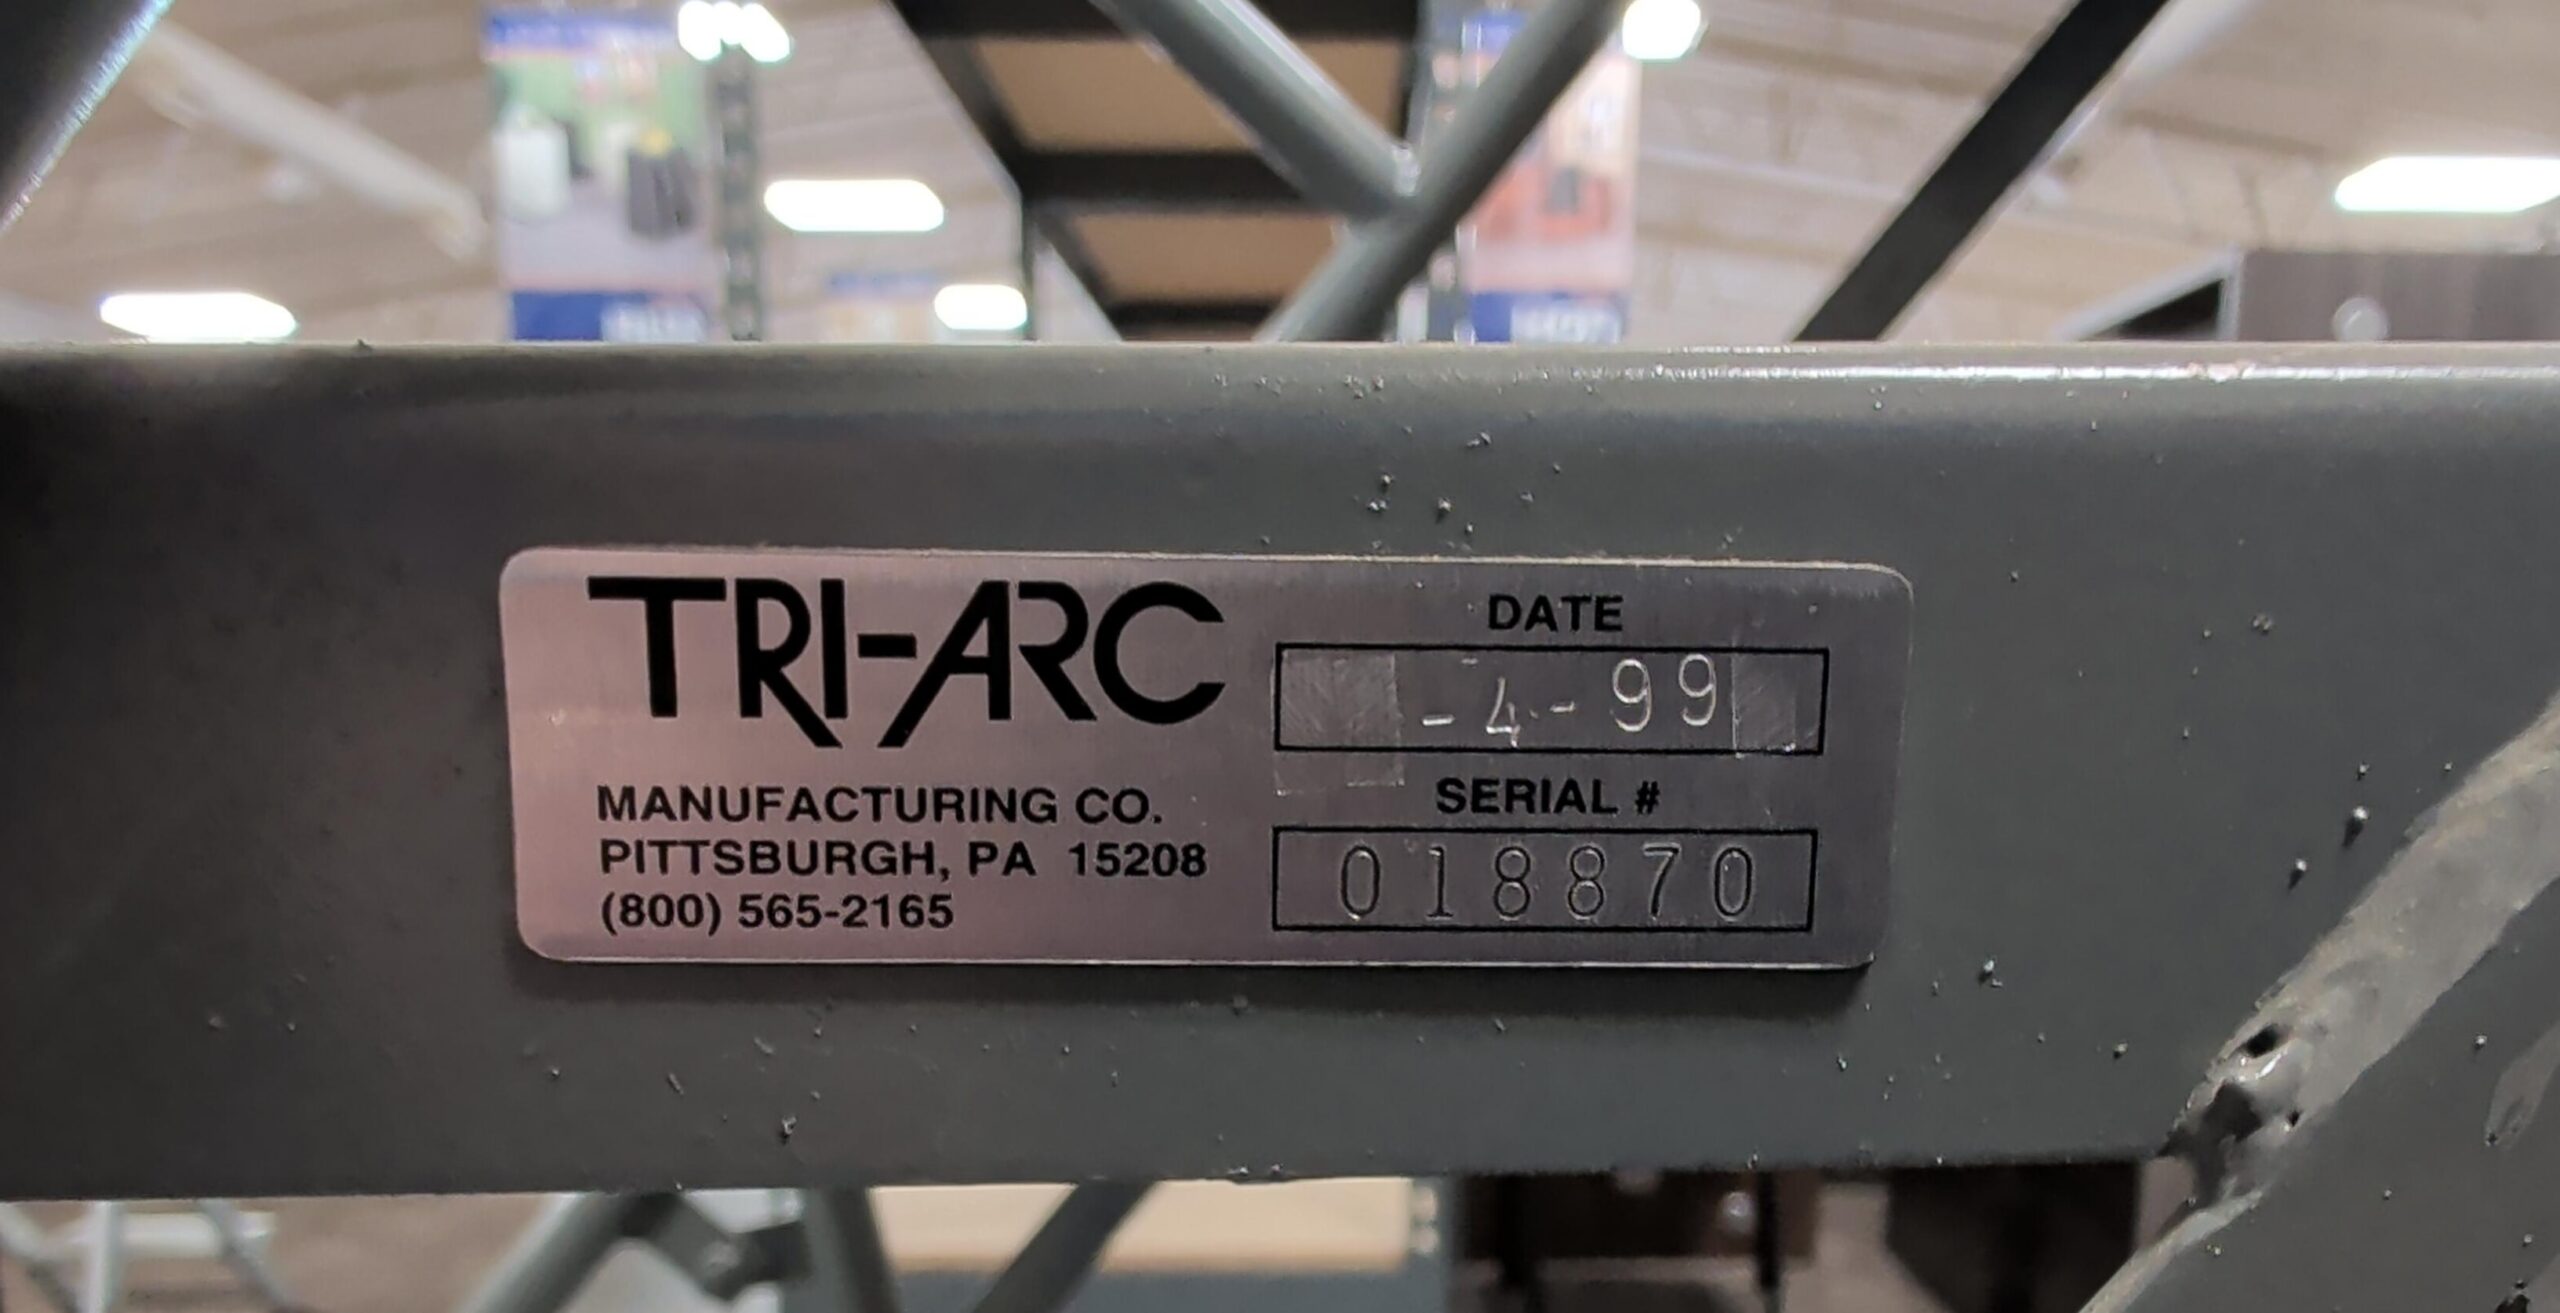 TRI-ARC
MANUFACTURING CO.
PITTSBURGH, PA 15208
(800) 565-2165
DATE
-4-99
SERIAL #
018870